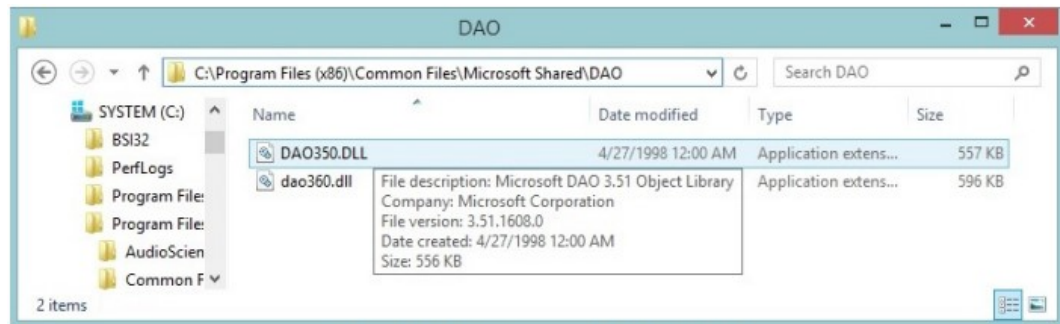 DAO
C:\Program Files (x86)\Common Files\Microsoft Shared\DAO
Search DAO
SYSTEM (C:)
BSI32
PerfLogs
Program File
Program File
AudioScien
Common F
Name Date modified Type Size
DAO350.DLL 4/27/1998 12:00 AM Application extens... 557 KB
dao360.dll Application extens... 596 KB
File description: Microsoft DAO 3.51 Object Library
Company: Microsoft Corporation
File version: 3.51.1608.0
Date created: 4/27/1998 12:00 AM
Size: 556 KB
2 items